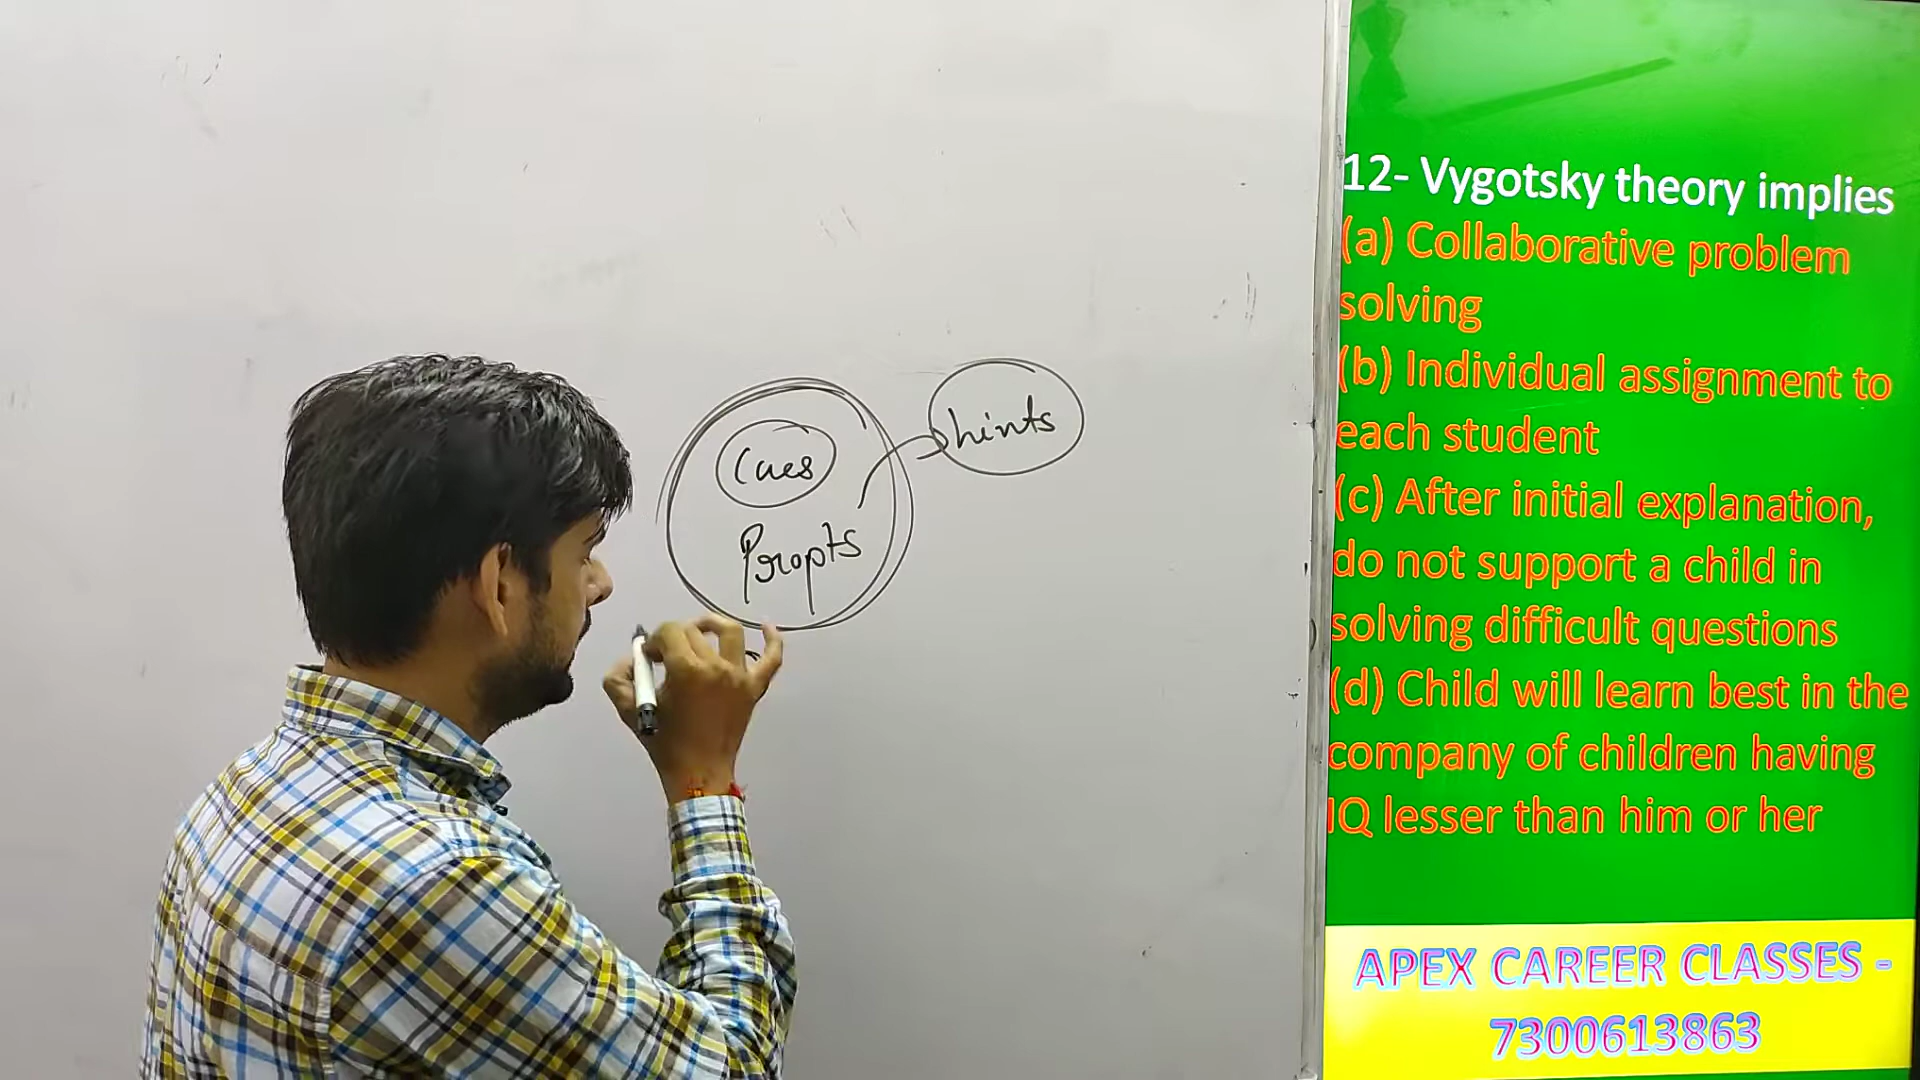 Cues
Propts
hints
12- Vygotsky theory implies
(a) Collaborative problem
solving
(b) Individual assignment to
each student
(c) After initial explanation,
do not support a child in
solving difficult questions
(d) Child will learn best in the
company of children having
IQ lesser than him or her
APEX CAREER CLASSES -
7300613863